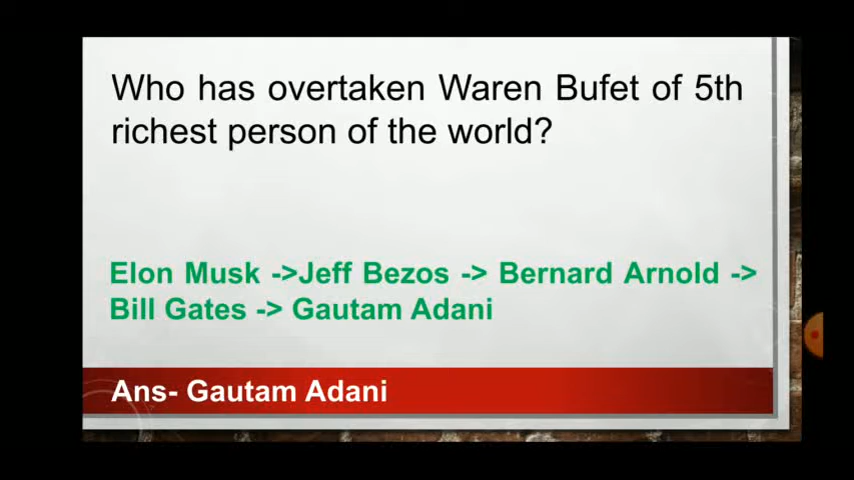 Who has overtaken Waren Bufet of 5th
richest person of the world?
Elon Musk ->Jeff Bezos -> Bernard Arnold ->
Bill Gates -> Gautam Adani
Ans- Gautam Adani